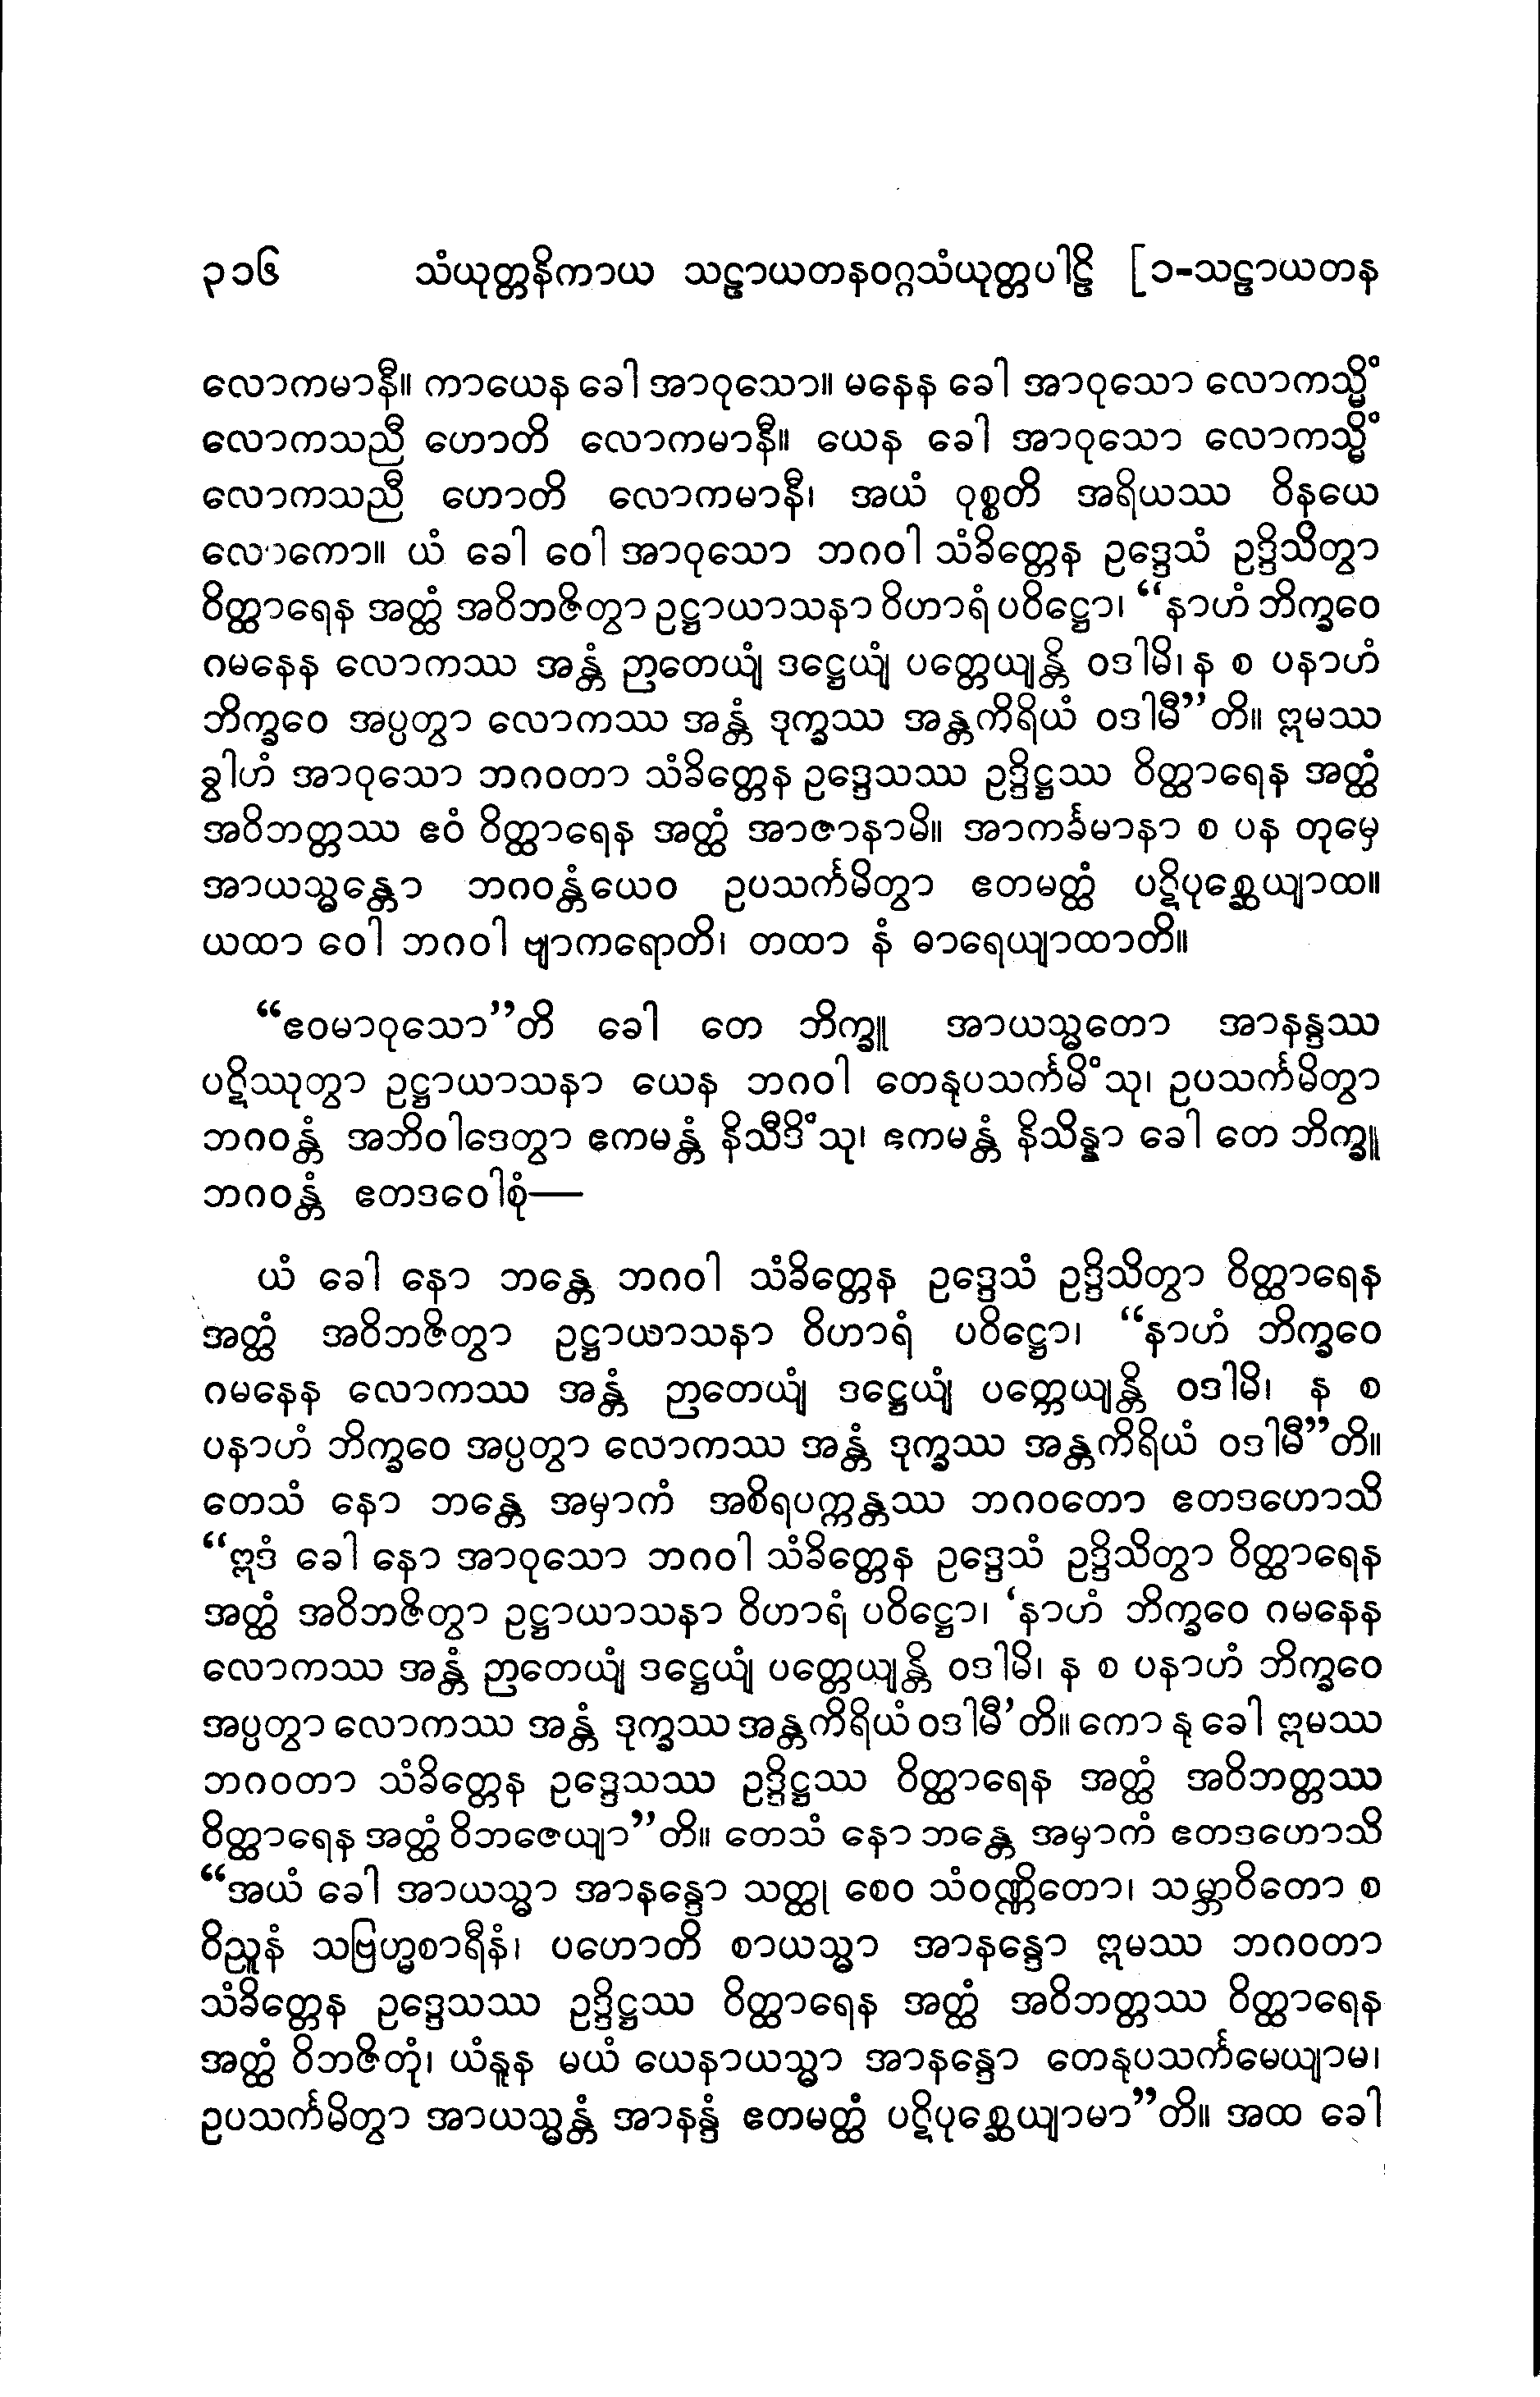 ၃၁၆ သံယုတ္တနိကာယ သဠာယတနဝဂ္ဂသံယုတ္တပါဠိ [၁-သဠာယတန
လောကမာနီ။ ကာယေန ခေါ အာဝုသော။ မနေန ခေါ အာဝုသော လောကသ္မိံ
လောကသညီ ဟောတိ လောကမာနီ။ ယေန ခေါ အာဝုသော လောကသ္မိံ
လောကသညီ ဟောတိ လောကမာနီ၊ အယံ ဝုစ္စတိ အရိယဿ ဝိနယေ
လောကော။ ယံ ခေါ ဝေါ အာဝုသော ဘဂဝါ သံခိတ္တေန ဥဒ္ဒေသံ ဥဒ္ဒိသိတွာ
ဝိတ္ထာရေန အတ္ထံ အဝိဘဇိတွာ ဥဋ္ဌာယာသနာ ဝိဟာရံ ပဝိဋ္ဌော၊ “နာဟံ ဘိက္ခဝေ
ဂမနေန လောကဿ အန္တံ ဉာတေယျံ ဒဋ္ဌေယျံ ပတ္တေယျန္တိ ဝဒါမိ၊ န စ ပနာဟံ
ဘိက္ခဝေ အပ္ပတွာ လောကဿ အန္တံ ဒုက္ခဿ အန္တကိရိယံ ဝဒါမီ”တိ။ ဣမဿ
ခွါဟံ အာဝုသော ဘဂဝတာ သံခိတ္တေန ဥဒ္ဒေသဿ ဥဒ္ဒိဋ္ဌဿ ဝိတ္ထာရေန အတ္ထံ
အဝိဘတ္တဿ ဧဝံ ဝိတ္ထာရေန အတ္ထံ အာဇာနာမိ။ အာကင်္ခမာနာ စ ပန တုမှေ
အာယသ္မန္တော ဘဂဝန္တံယေဝ ဥပသင်္ကမိတွာ ဧတမတ္ထံ ပဋိပုစ္ဆေယျာထ။
ယထာ ဝေါ ဘဂဝါ ဗျာကရောတိ၊ တထာ နံ ဓာရေယျာထာတိ။
“ဧဝမာဝုသော”တိ ခေါ တေ ဘိက္ခူ အာယသ္မတော အာနန္ဒဿ
ပဋိဿုတွာ ဥဋ္ဌာယာသနာ ယေန ဘဂဝါ တေနုပသင်္ကမိံသု၊ ဥပသင်္ကမိတွာ
ဘဂဝန္တံ အဘိဝါဒေတွာ ဧကမန္တံ နိသီဒိံသု၊ ဧကမန္တံ နိသိန္နာ ခေါ တေ ဘိက္ခူ
ဘဂဝန္တံ ဧတဒဝေါစုံ—
ယံ ခေါ နော ဘန္တေ ဘဂဝါ သံခိတ္တေန ဥဒ္ဒေသံ ဥဒ္ဒိသိတွာ ဝိတ္ထာရေန
အတ္ထံ အဝိဘဇိတွာ ဥဋ္ဌာယာသနာ ဝိဟာရံ ပဝိဋ္ဌော၊ “နာဟံ ဘိက္ခဝေ
ဂမနေန လောကဿ အန္တံ ဉာတေယျံ ဒဋ္ဌေယျံ ပတ္တေယျန္တိ ဝဒါမိ၊ န စ
ပနာဟံ ဘိက္ခဝေ အပ္ပတွာ လောကဿ အန္တံ ဒုက္ခဿ အန္တကိရိယံ ဝဒါမီ”တိ။
တေသံ နော ဘန္တေ အမှာကံ အစိရပက္ကန္တဿ ဘဂဝတော ဧတဒဟောသိ
“ဣဒံ ခေါ နော အာဝုသော ဘဂဝါ သံခိတ္တေန ဥဒ္ဒေသံ ဥဒ္ဒိသိတွာ ဝိတ္ထာရေန
အတ္ထံ အဝိဘဇိတွာ ဥဋ္ဌာယာသနာ ဝိဟာရံ ပဝိဋ္ဌော၊ ‘နာဟံ ဘိက္ခဝေ ဂမနေန
လောကဿ အန္တံ ဉာတေယျံ ဒဋ္ဌေယျံ ပတ္တေယျန္တိ ဝဒါမိ၊ န စ ပနာဟံ ဘိက္ခဝေ
အပ္ပတွာ လောကဿ အန္တံ ဒုက္ခဿ အန္တကိရိယံ ဝဒါမီ’တိ။ ကော နု ခေါ ဣမဿ
ဘဂဝတာ သံခိတ္တေန ဥဒ္ဒေသဿ ဥဒ္ဒိဋ္ဌဿ ဝိတ္ထာရေန အတ္ထံ အဝိဘတ္တဿ
ဝိတ္ထာရေန အတ္ထံ ဝိဘဇေယျာ”တိ။ တေသံ နော ဘန္တေ အမှာကံ ဧတဒဟောသိ
“အယံ ခေါ အာယသ္မာ အာနန္ဒော သတ္ထု စေဝ သံဝဏ္ဏိတော၊ သမ္ဘာဝိတော စ
ဝိညူနံ သဗြဟ္မစာရီနံ၊ ပဟောတိ စာယသ္မာ အာနန္ဒော ဣမဿ ဘဂဝတာ
သံခိတ္တေန ဥဒ္ဒေသဿ ဥဒ္ဒိဋ္ဌဿ ဝိတ္ထာရေန အတ္ထံ အဝိဘတ္တဿ ဝိတ္ထာရေန
အတ္ထံ ဝိဘဇိတုံ၊ ယံနူန မယံ ယေနာယသ္မာ အာနန္ဒော တေနုပသင်္ကမေယျာမ၊
ဥပသင်္ကမိတွာ အာယသ္မန္တံ အာနန္ဒံ ဧတမတ္ထံ ပဋိပုစ္ဆေယျာမာ”တိ။ အထ ခေါ